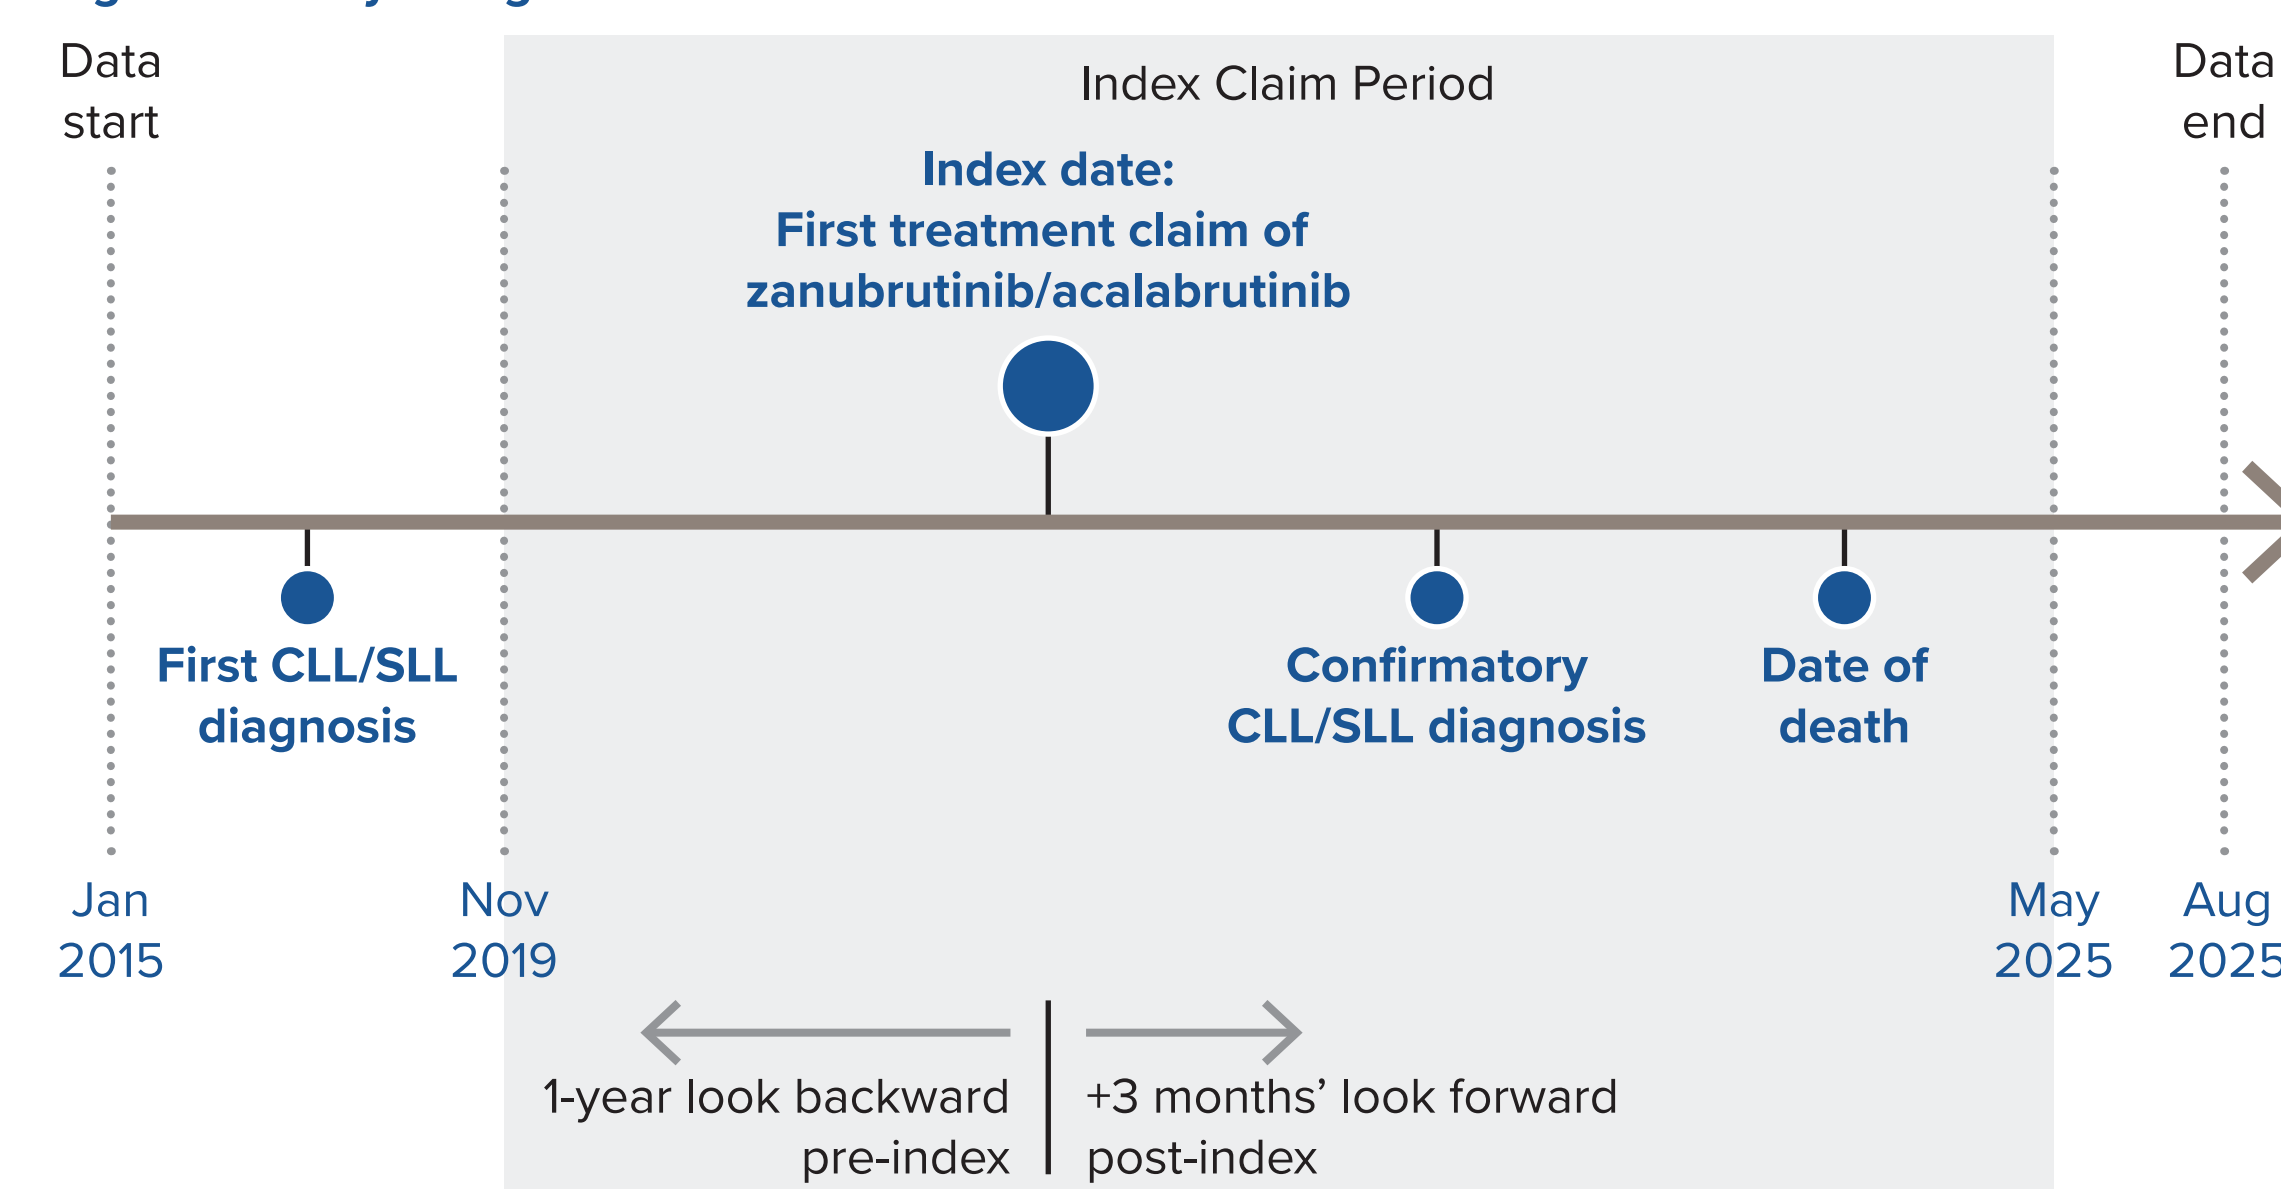 Data
start
Index Claim Period
Data
end
Index date:
First treatment claim of
zanubrutinib/acalabrutinib
First CLL/SLL
diagnosis
Confirmatory
CLL/SLL diagnosis
Date of
death
Jan
2015
Nov
2019
May
2025
Aug
2025
1-year look backward
pre-index
+3 months’ look forward
post-index